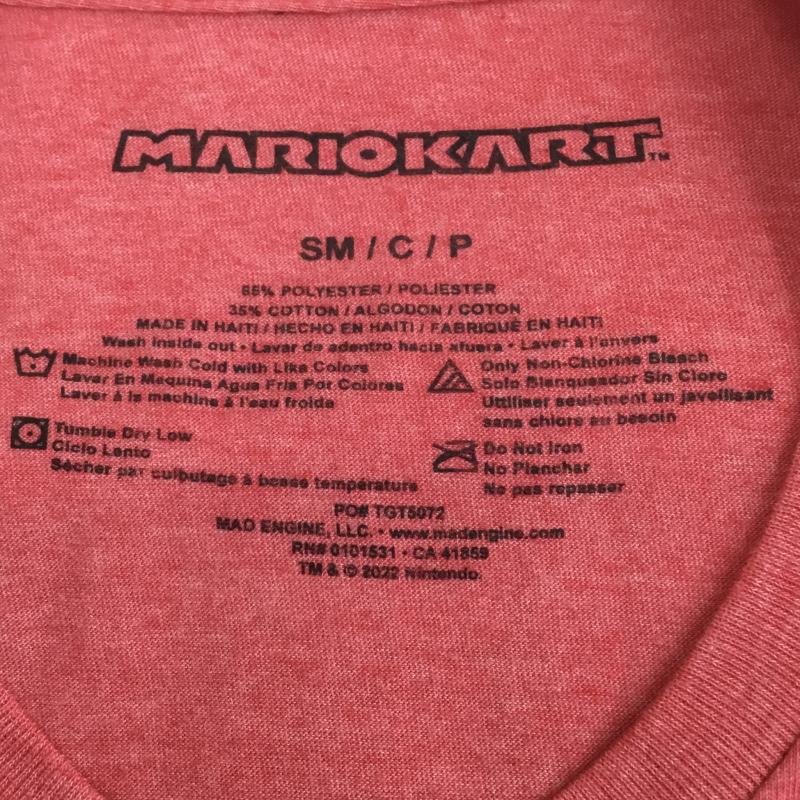 MARIOKART™
SM / C / P
65% POLYESTER / POLIESTER
35% COTTON / ALGODON / COTON
MADE IN HAITI / HECHO EN HAITI / FABRIQUÉ EN HAITI
Wash inside out • Lavar de adentro hacia afuera • Laver à l'envers
Machine Wash Cold with Like Colors
Lavar En Maquina Agua Fria Por Colores
Laver à la machine à l'eau froide
Only Non-Chlorine Bleach
Solo Blanqueador Sin Cloro
Uttiliser seulement un javellisant
sans chlore au besoin
Tumble Dry Low
Ciclo Lento
Sècher par culbutage à basse température
Do Not Iron
No Planchar
Ne pas repasser
PO# TGT5072
MAD ENGINE, LLC. • www.madengine.com
RN# 0101531 • CA 41859
TM & © 2022 Nintendo.